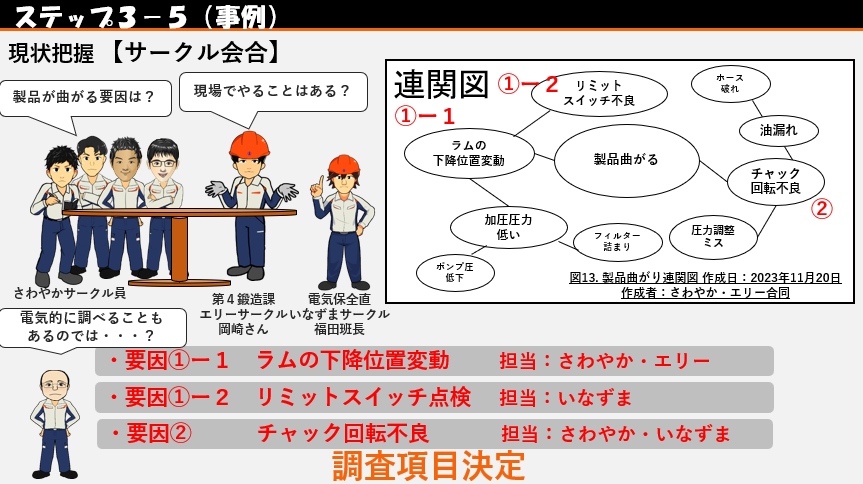 ステップ３－５（事例）
現状把握 【サークル会合】
製品が曲がる要因は？
現場でやることはある？
さわやかサークル員
第４鍛造課
エリーサークル
岡崎さん
電気保全直
いなずまサークル
福田班長
電気的に調べることも
あるのでは・・・？
連関図
①ー２
①ー１
リミット
スイッチ不良
ホース
破れ
油漏れ
ラムの
下降位置変動
製品曲がる
チャック
回転不良
②
加圧圧力
低い
フィルター
詰まり
圧力調整
ミス
ポンプ圧
低下
図13. 製品曲がり連関図 作成日：2023年11月20日
作成者：さわやか・エリー合同
・要因①ー１ ラムの下降位置変動 担当：さわやか・エリー
・要因①ー２ リミットスイッチ点検 担当：いなずま
・要因② チャック回転不良 担当：さわやか・いなずま
調査項目決定